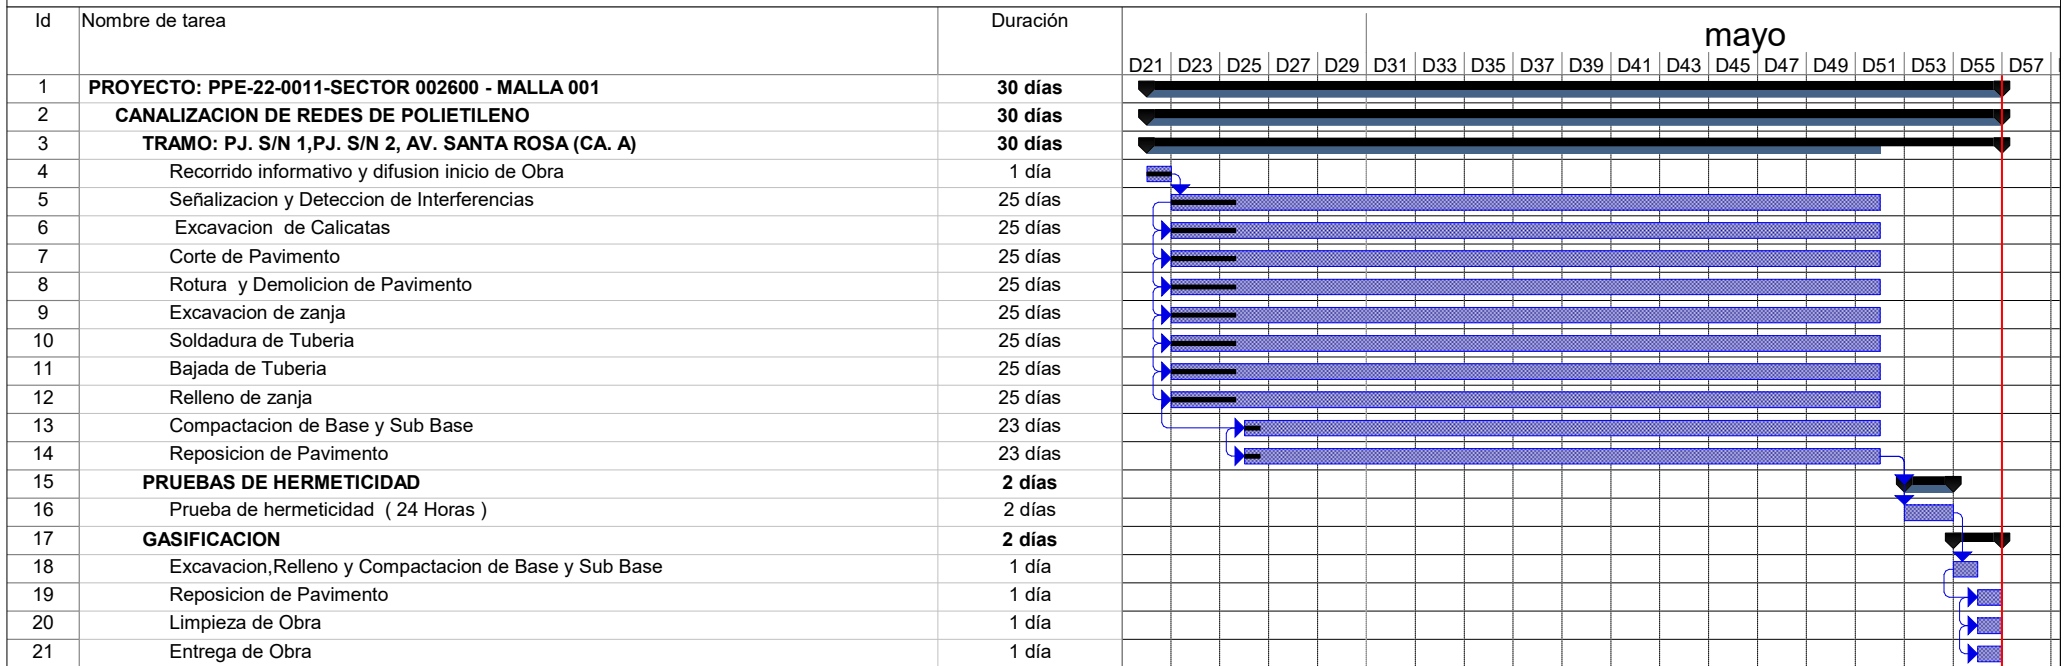 Id Nombre de tarea Duración mayo
D21 D23 D25 D27 D29 D31 D33 D35 D37 D39 D41 D43 D45 D47 D49 D51 D53 D55 D57
1 PROYECTO: PPE-22-0011-SECTOR 002600 - MALLA 001 30 días
2 CANALIZACION DE REDES DE POLIETILENO 30 días
3 TRAMO: PJ. S/N 1,PJ. S/N 2, AV. SANTA ROSA (CA. A) 30 días
4 Recorrido informativo y difusion inicio de Obra 1 día
5 Señalizacion y Deteccion de Interferencias 25 días
6 Excavacion de Calicatas 25 días
7 Corte de Pavimento 25 días
8 Rotura y Demolicion de Pavimento 25 días
9 Excavacion de zanja 25 días
10 Soldadura de Tuberia 25 días
11 Bajada de Tuberia 25 días
12 Relleno de zanja 25 días
13 Compactacion de Base y Sub Base 23 días
14 Reposicion de Pavimento 23 días
15 PRUEBAS DE HERMETICIDAD 2 días
16 Prueba de hermeticidad ( 24 Horas ) 2 días
17 GASIFICACION 2 días
18 Excavacion,Relleno y Compactacion de Base y Sub Base 1 día
19 Reposicion de Pavimento 1 día
20 Limpieza de Obra 1 día
21 Entrega de Obra 1 día